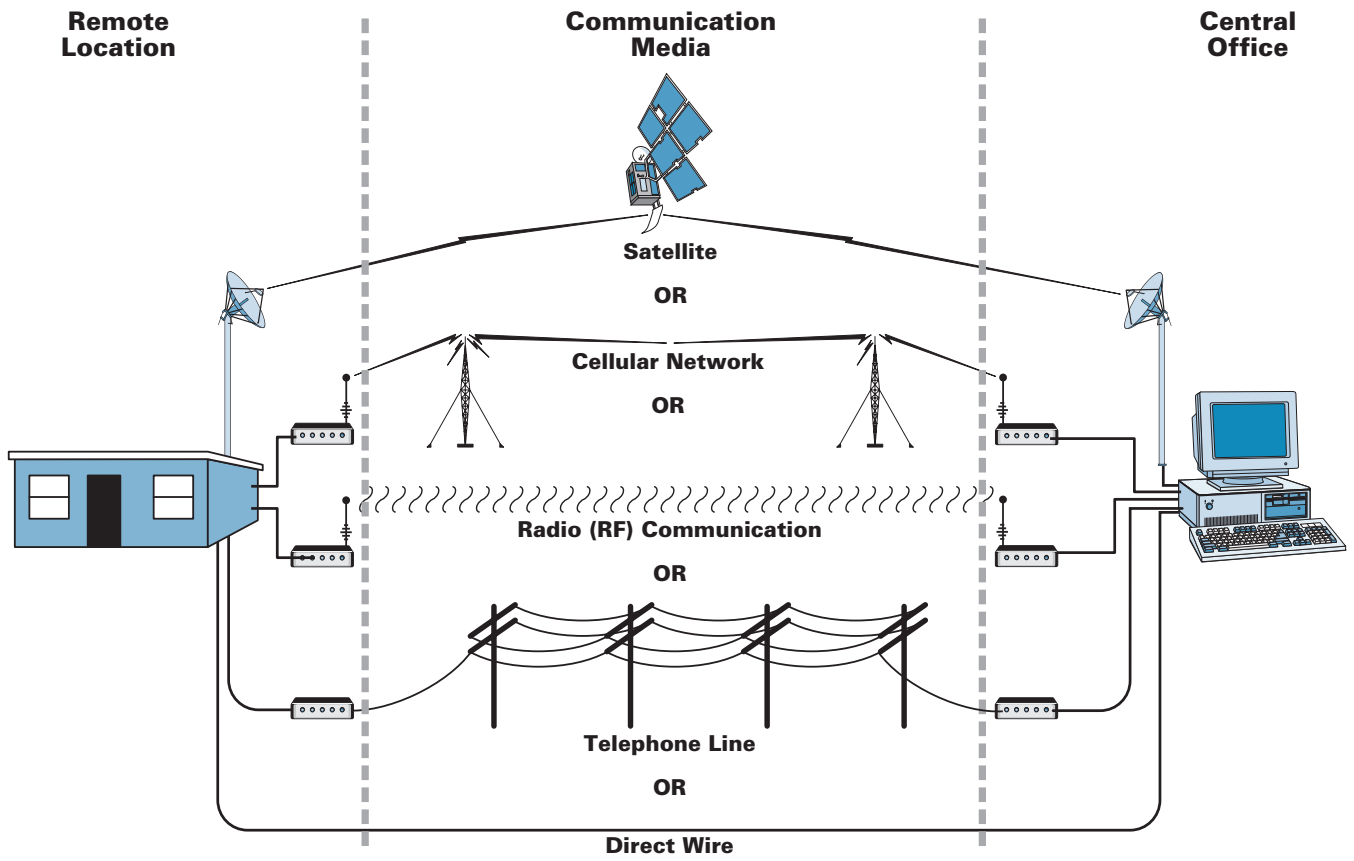 Remote
Location
Communication
Media
Central
Office
Satellite
OR
Cellular Network
OR
Radio (RF) Communication
OR
Telephone Line
OR
Direct Wire